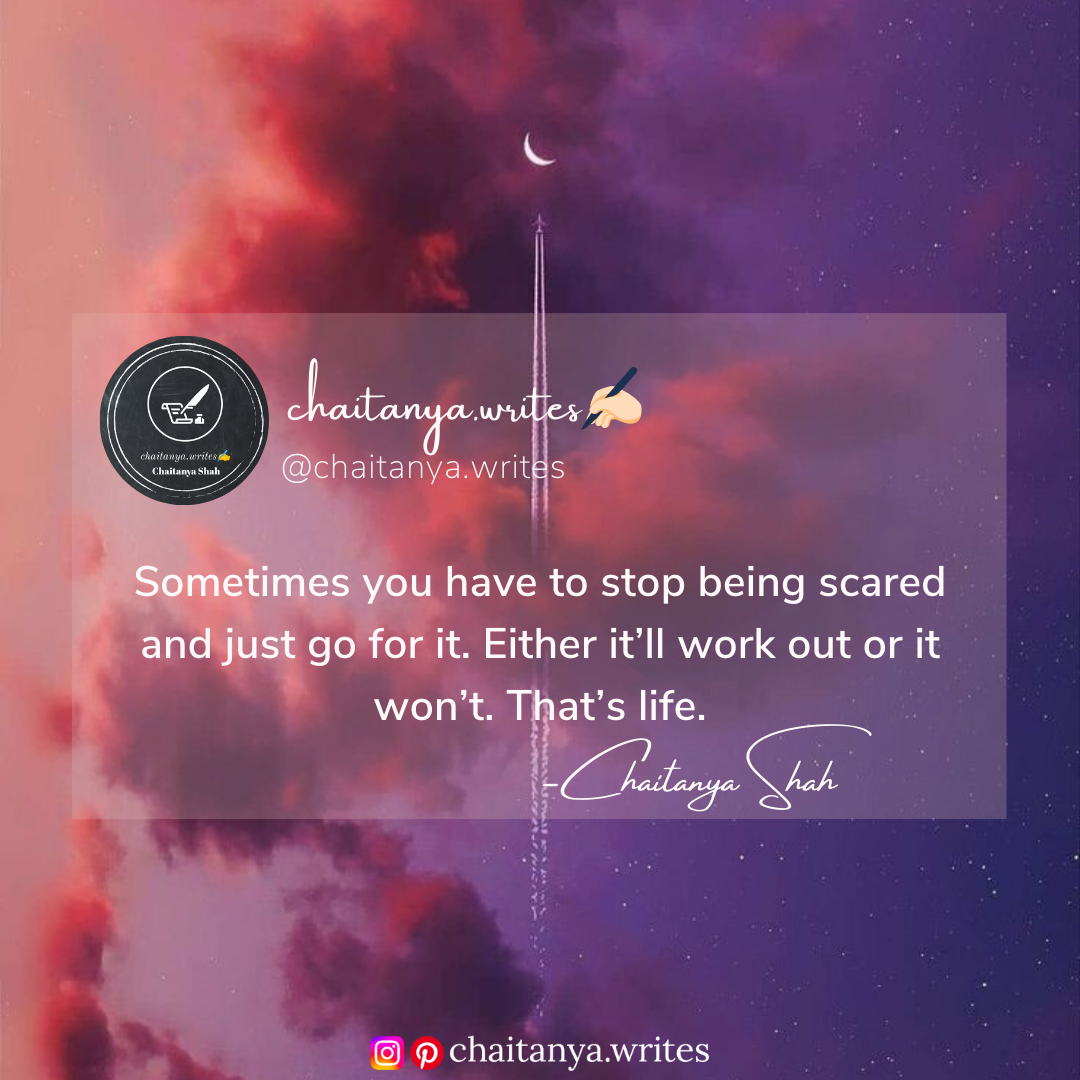 chaitanya.writes
@chaitanya.writes
chaitanya.writes
Chaitanya Shah
Sometimes you have to stop being scared
and just go for it. Either it’ll work out or it
won’t. That’s life.
-Chaitanya Shah
chaitanya.writes